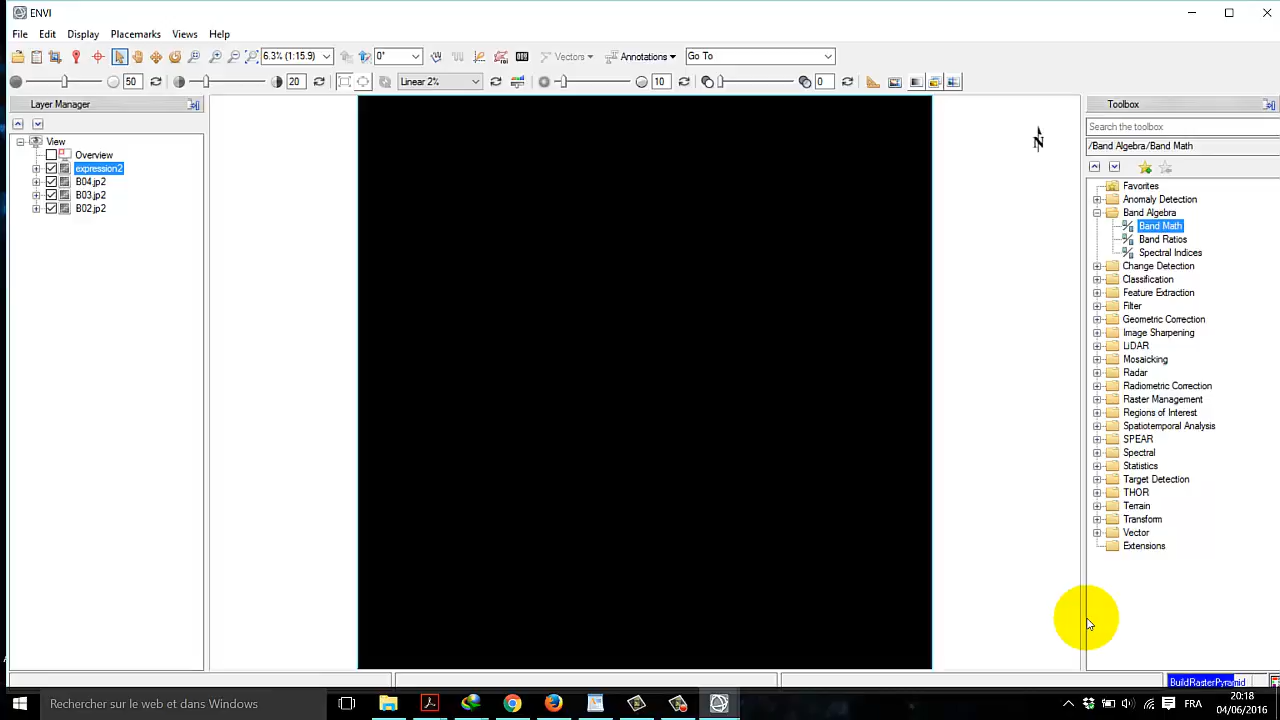 ENVI
File Edit Display Placemarks Views Help
6.3% (1:15.9) 0° Vectors Annotations Go To
50 20 Linear 2% 10 0
Layer Manager
View
Overview
expression2
B04.jp2
B03.jp2
B02.jp2
N
Toolbox
Search the toolbox
/Band Algebra/Band Math
Favorites
Anomaly Detection
Band Algebra
Band Math
Band Ratios
Spectral Indices
Change Detection
Classification
Feature Extraction
Filter
Geometric Correction
Image Sharpening
LiDAR
Mosaicking
Radar
Radiometric Correction
Raster Management
Regions of Interest
Spatiotemporal Analysis
SPEAR
Spectral
Statistics
Target Detection
THOR
Terrain
Transform
Vector
Extensions
BuildRasterPyramid
Rechercher sur le web et dans Windows
FRA
20:18
04/06/2016